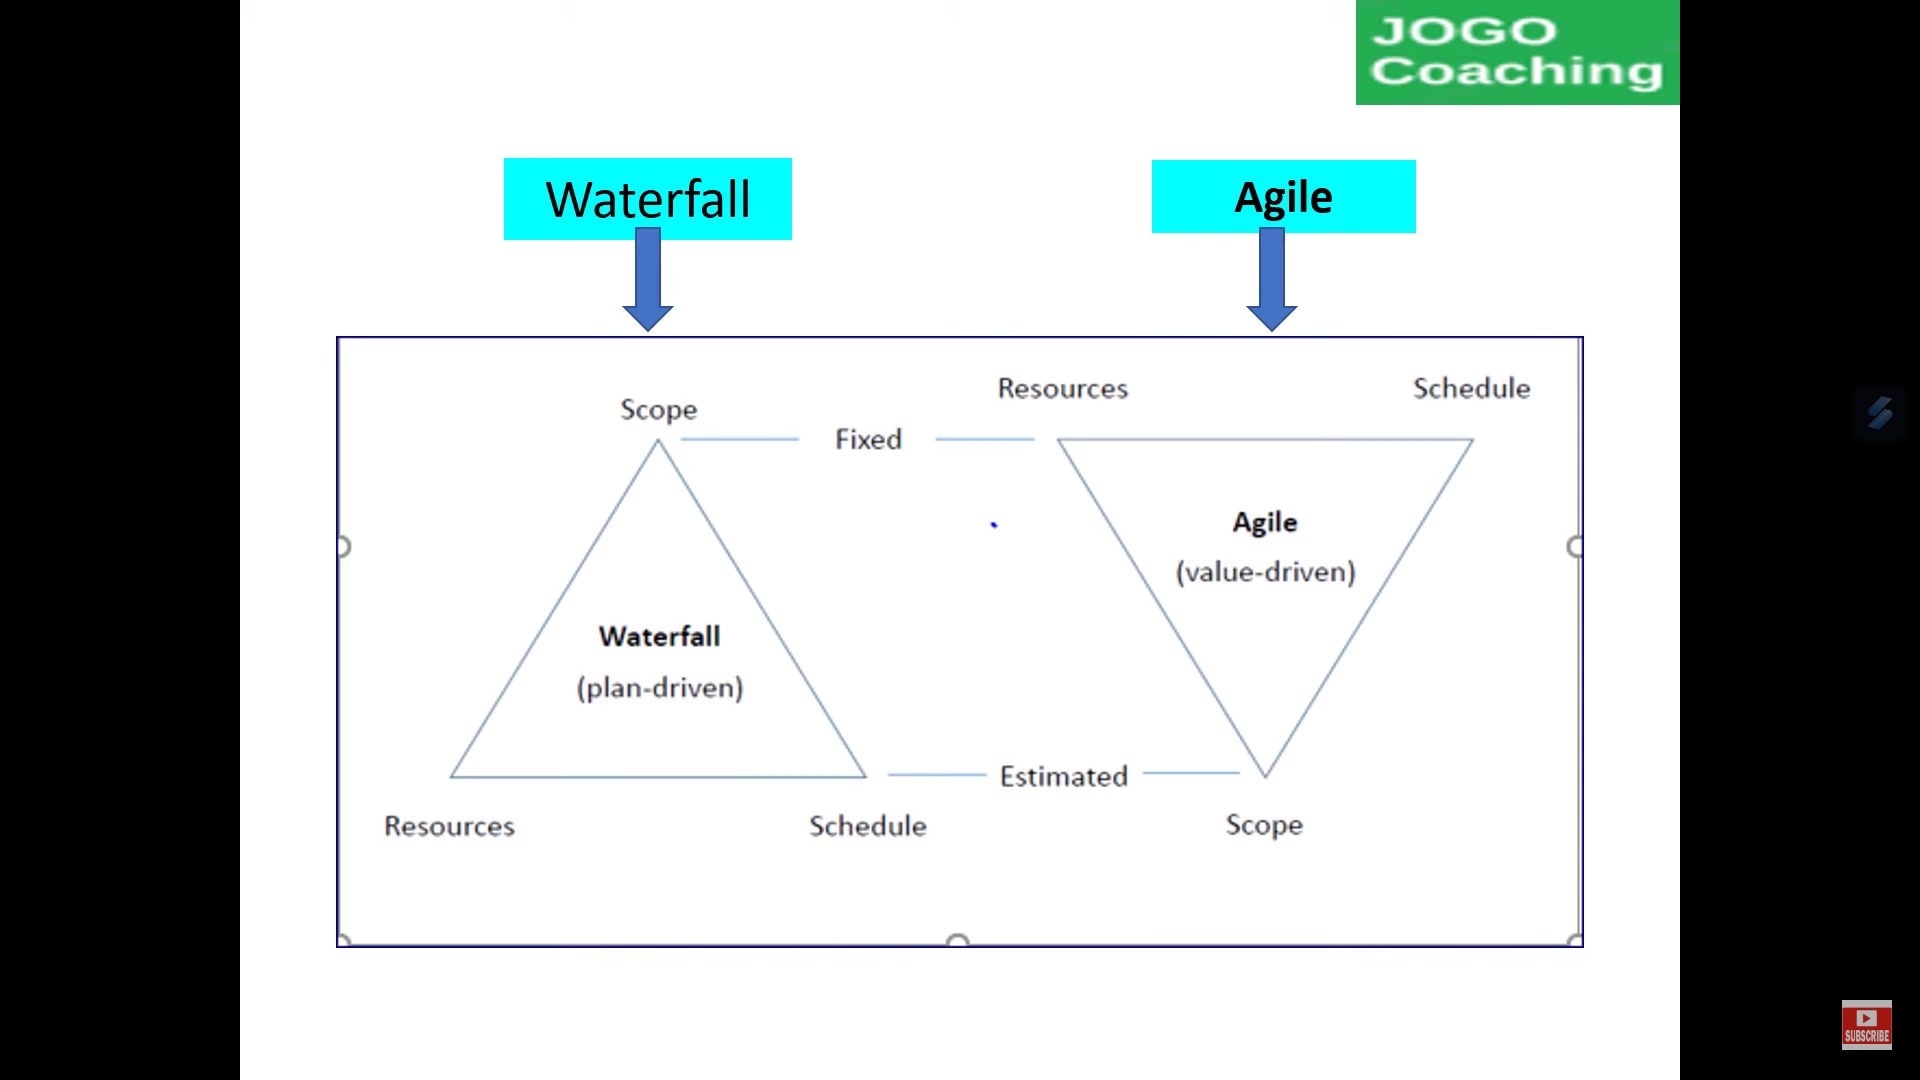 JOGO
Coaching
Waterfall
Agile
Resources
Schedule
Scope
Fixed
Agile
(value-driven)
Waterfall
(plan-driven)
Estimated
Resources
Schedule
Scope
SUBSCRIBE